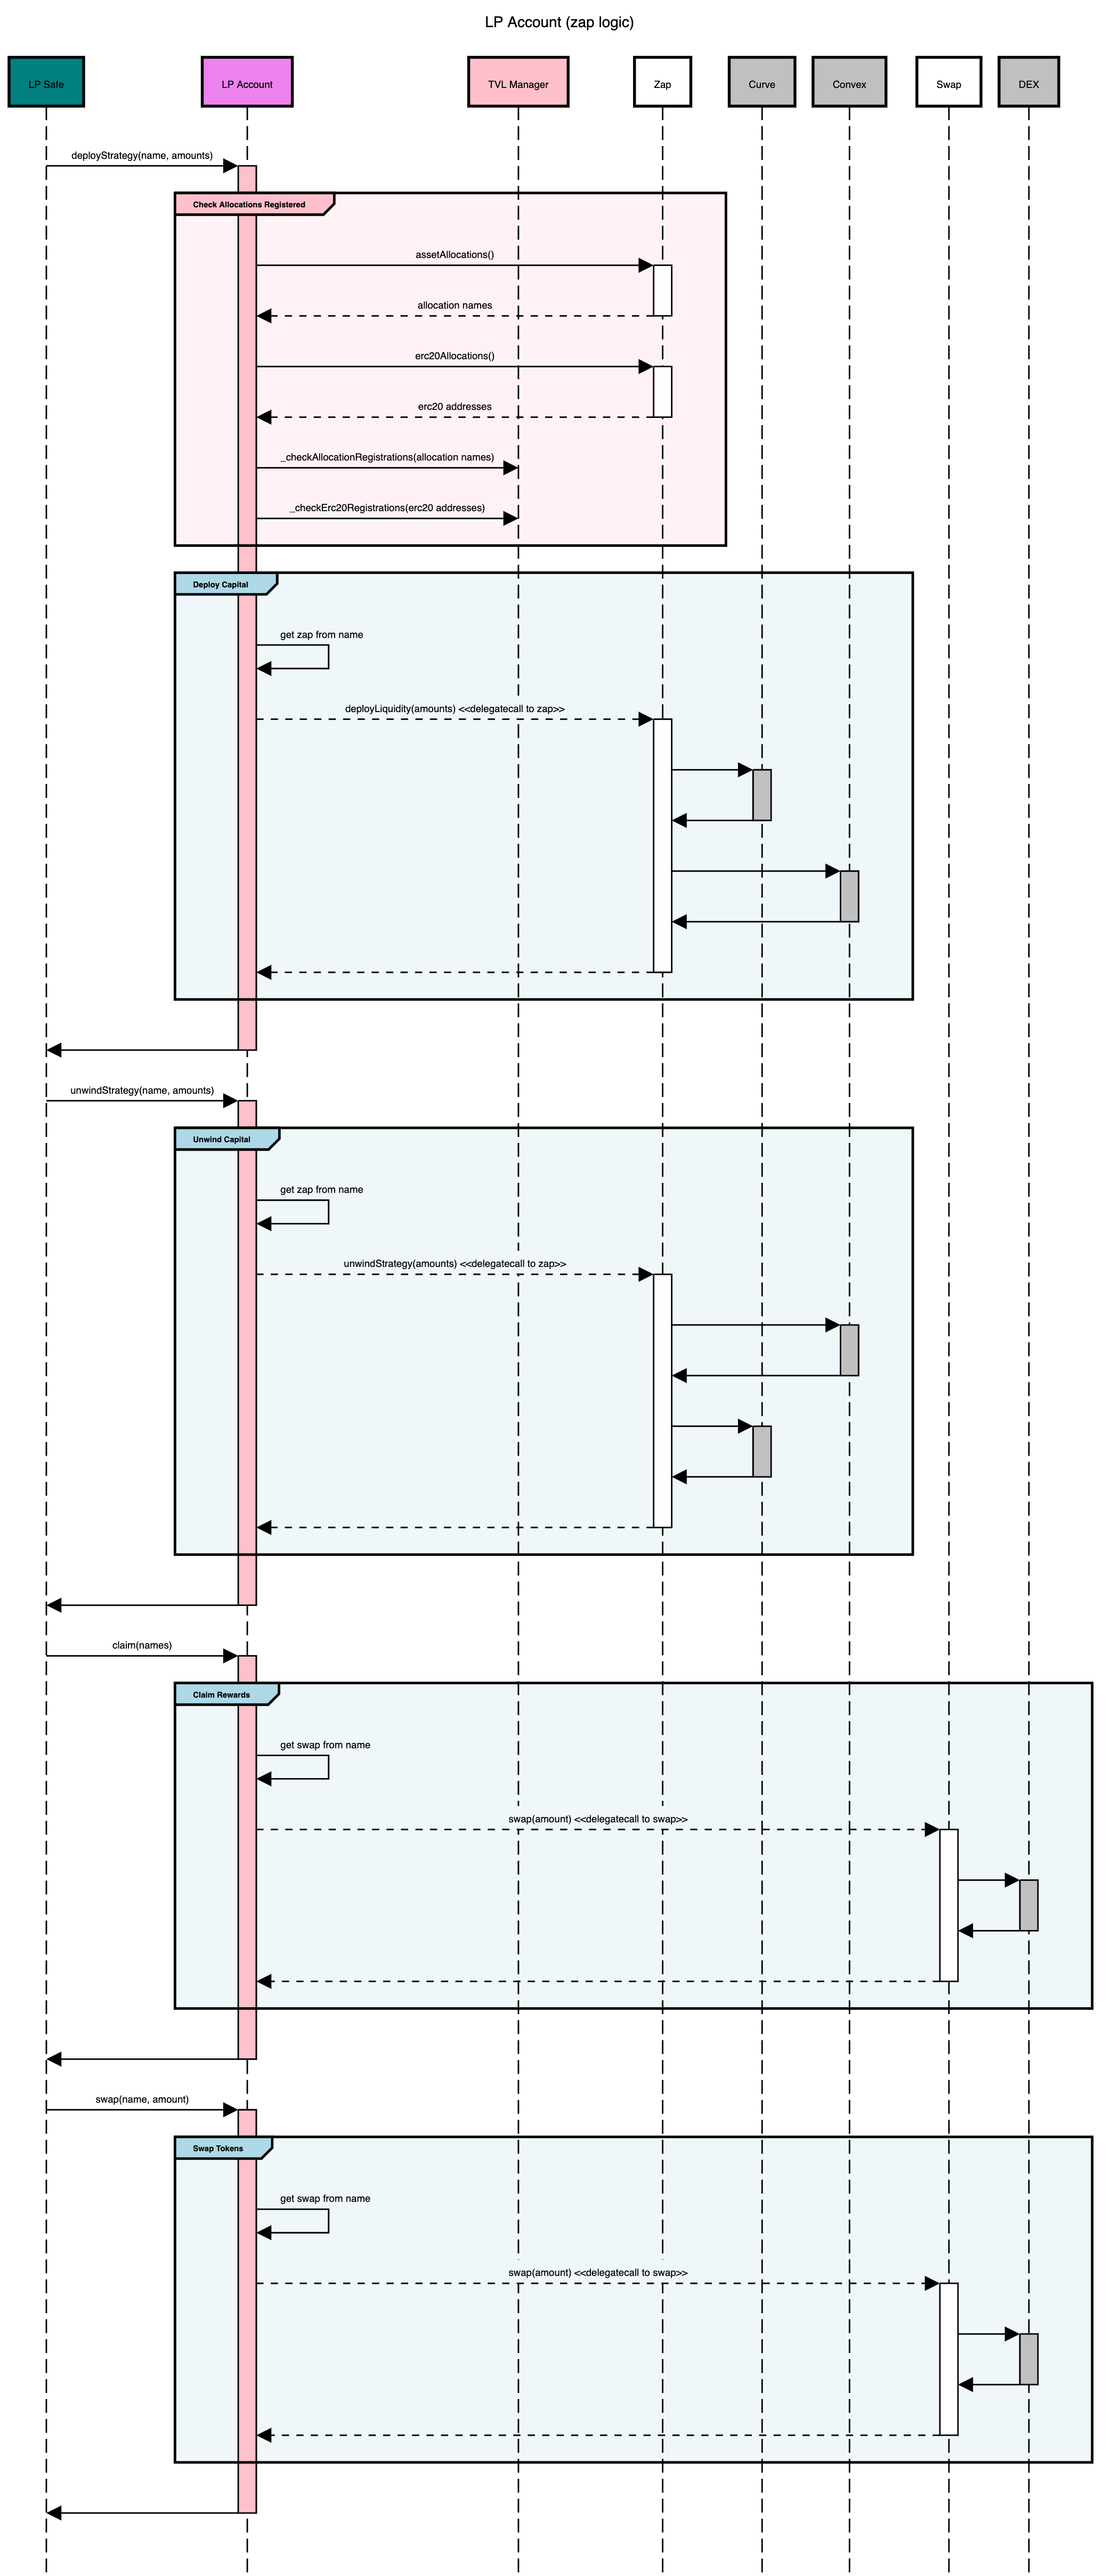 LP Account (zap logic)
LP Safe
LP Account
TVL Manager
Zap
Curve
Convex
Swap
DEX
deployStrategy(name, amounts)
Check Allocations Registered
assetAllocations()
allocation names
erc20Allocations()
erc20 addresses
_checkAllocationRegistrations(allocation names)
_checkErc20Registrations(erc20 addresses)
Deploy Capital
get zap from name
deployLiquidity(amounts) <<delegatecall to zap>>
unwindStrategy(name, amounts)
Unwind Capital
get zap from name
unwindStrategy(amounts) <<delegatecall to zap>>
claim(names)
Claim Rewards
get swap from name
swap(amount) <<delegatecall to swap>>
swap(name, amount)
Swap Tokens
get swap from name
swap(amount) <<delegatecall to swap>>